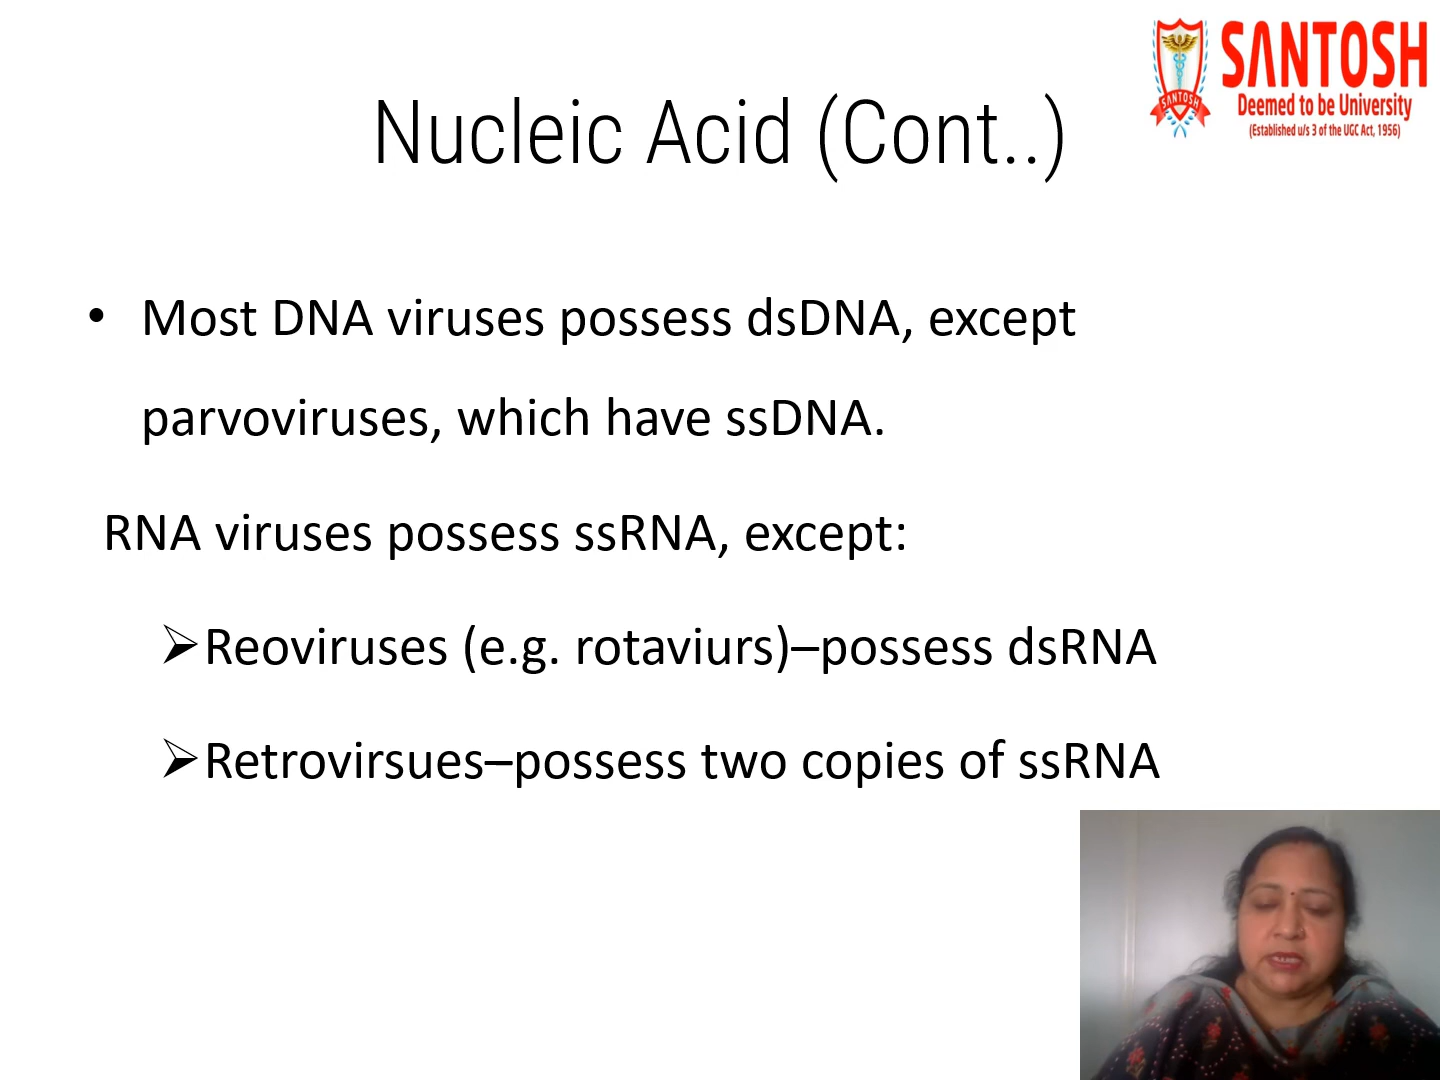 SANTOSH
Deemed to be University
(Established u/s 3 of the UGC Act, 1956)
SANTOSH
Nucleic Acid (Cont..)
• Most DNA viruses possess dsDNA, except
parvoviruses, which have ssDNA.
RNA viruses possess ssRNA, except:
➢Reoviruses (e.g. rotaviurs)–possess dsRNA
➢Retrovirsues–possess two copies of ssRNA